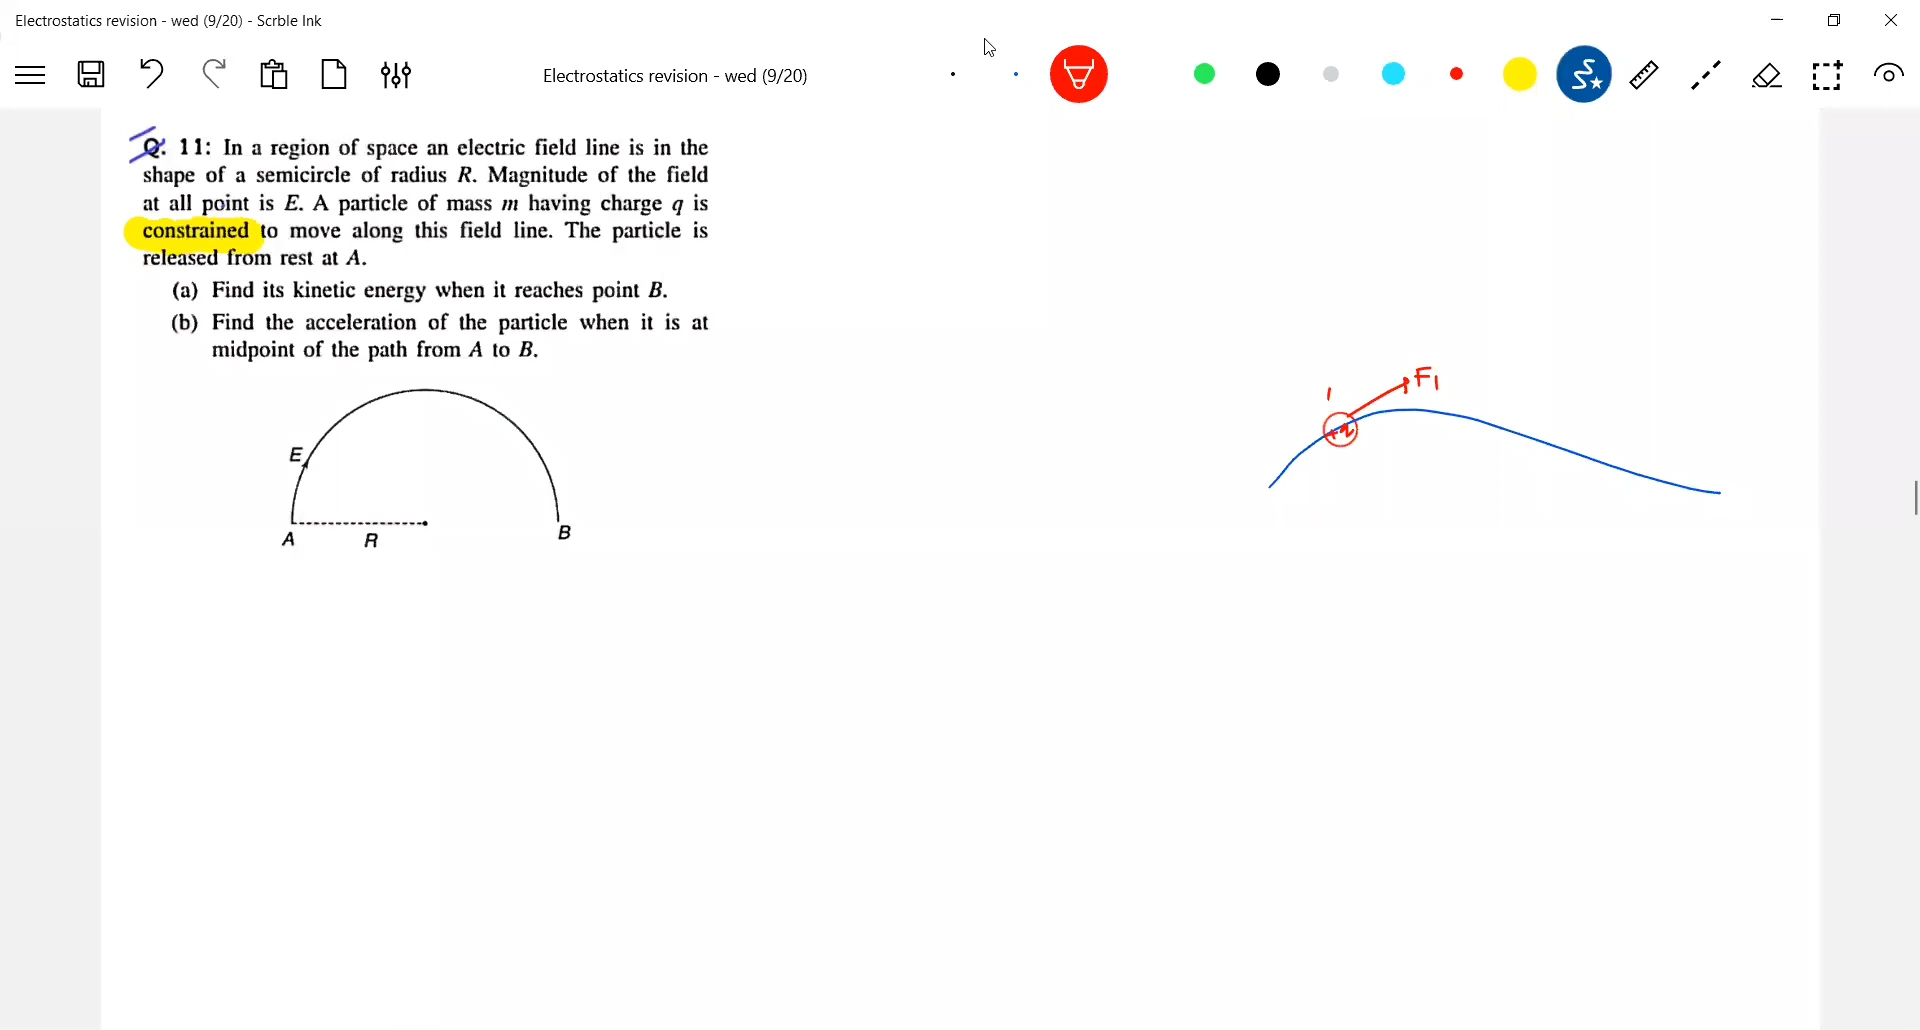 Electrostatics revision - wed (9/20) - Scrble Ink
Electrostatics revision - wed (9/20)
Q. 11: In a region of space an electric field line is in the
shape of a semicircle of radius R. Magnitude of the field
at all point is E. A particle of mass m having charge q is
constrained to move along this field line. The particle is
released from rest at A.
(a) Find its kinetic energy when it reaches point B.
(b) Find the acceleration of the particle when it is at
midpoint of the path from A to B.
E
A
R
B
1
F1
+q